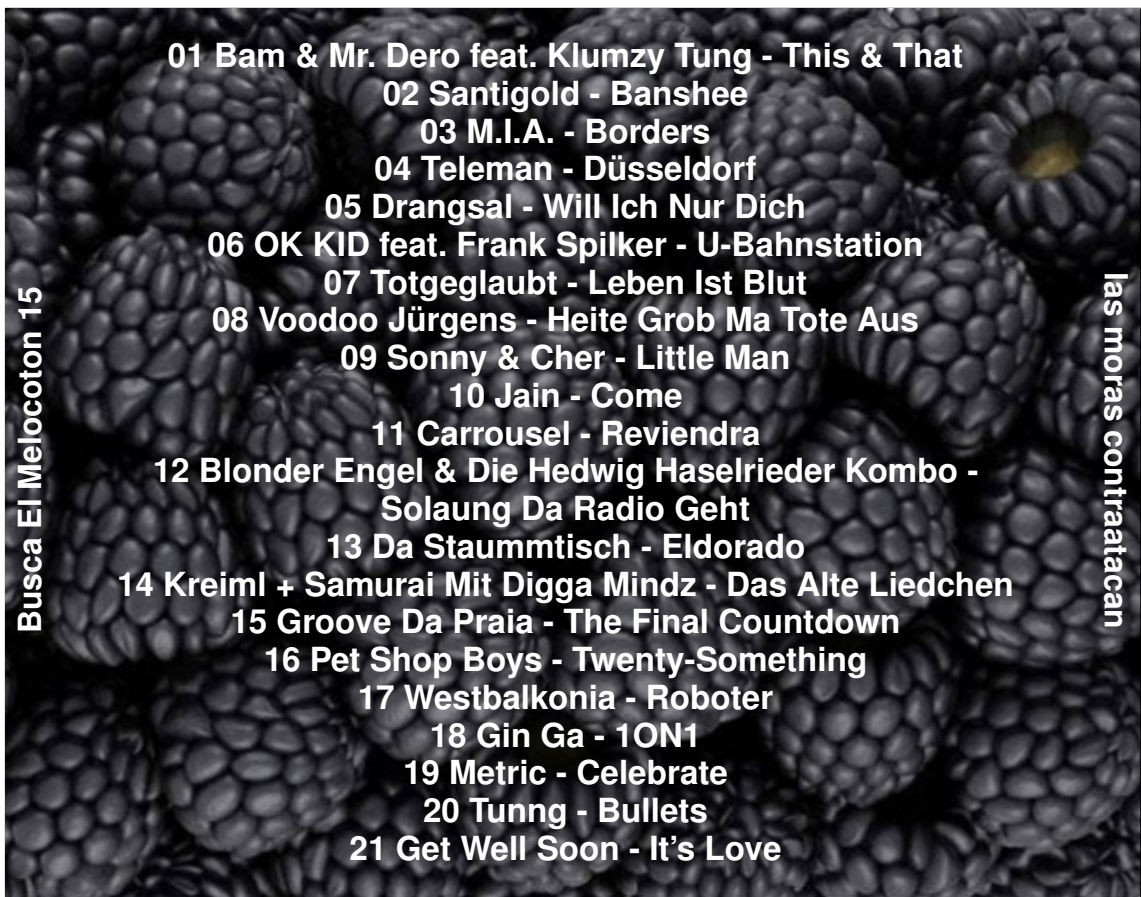 01 Bam & Mr. Dero feat. Klumzy Tung - This & That
02 Santigold - Banshee
03 M.I.A. - Borders
04 Teleman - Düsseldorf
05 Drangsal - Will Ich Nur Dich
06 OK KID feat. Frank Spilker - U-Bahnstation
07 Totgeglaubt - Leben Ist Blut
08 Voodoo Jürgens - Heite Grob Ma Tote Aus
09 Sonny & Cher - Little Man
10 Jain - Come
11 Carrousel - Reviendra
12 Blonder Engel & Die Hedwig Haselrieder Kombo -
Solaung Da Radio Geht
13 Da Staummtisch - Eldorado
14 Kreiml + Samurai Mit Digga Mindz - Das Alte Liedchen
15 Groove Da Praia - The Final Countdown
16 Pet Shop Boys - Twenty-Something
17 Westbalkonia - Roboter
18 Gin Ga - 1ON1
19 Metric - Celebrate
20 Tunng - Bullets
21 Get Well Soon - It's Love
Busca El Melocoton 15
las moras contraatacan